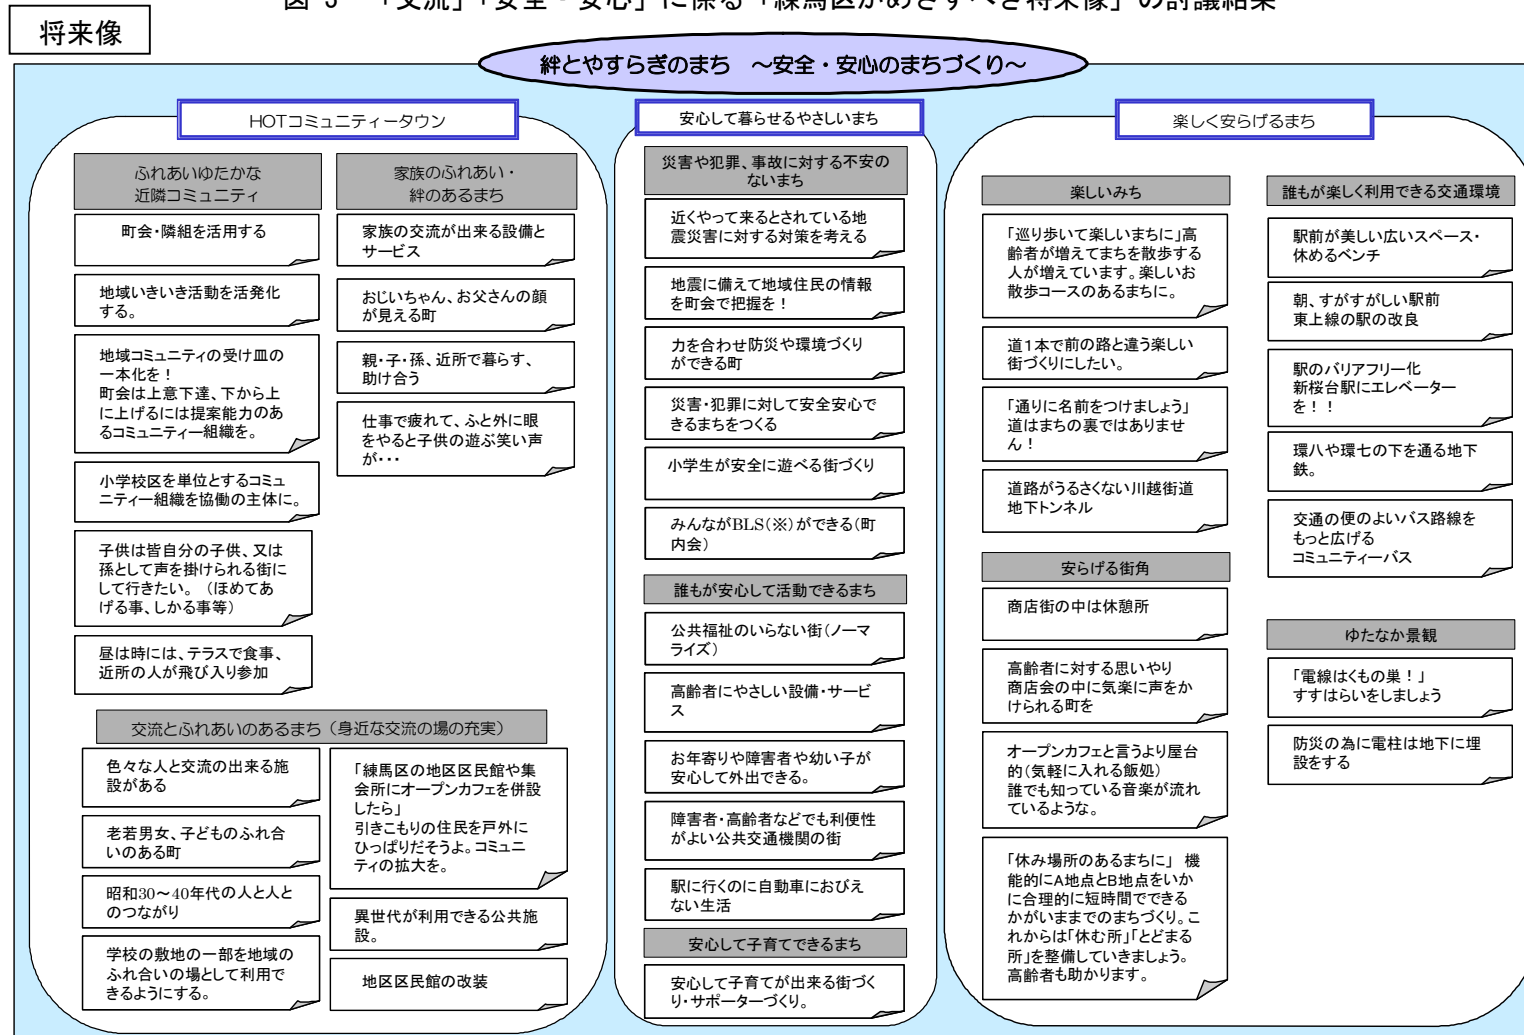 図 3 「交流」「安全・安心」に係る「練馬区がめざすべき将来像」の討議結果
将来像
絆とやすらぎのまち ～安全・安心のまちづくり～
HOTコミュニティータウン
ふれあいゆたかな
近隣コミュニティ
町会・隣組を活用する
地域いきいき活動を活発化
する。
地域コミュニティの受け皿の
一本化を！
町会は上意下達、下から上
に上げるには提案能力のあ
るコミュニティー組織を。
小学校区を単位とするコミュ
ニティー組織を協働の主体に。
子供は皆自分の子供、又は
孫として声を掛けられる街に
して行きたい。（ほめてあ
げる事、しかる事等）
昼は時には、テラスで食事、
近所の人が飛び入り参加
家族のふれあい・
絆のあるまち
家族の交流が出来る設備と
サービス
おじいちゃん、お父さんの顔
が見える町
親・子・孫、近所で暮らす、
助け合う
仕事で疲れて、ふと外に眼
をやると子供の遊ぶ笑い声
が・・・
交流とふれあいのあるまち（身近な交流の場の充実）
色々な人と交流の出来る施
設がある
老若男女、子どものふれ合
いのある町
昭和30～40年代の人と人と
のつながり
学校の敷地の一部を地域の
ふれ合いの場として利用で
きるようにする。
「練馬区の地区区民館や集
会所にオープンカフェを併設
したら」
引きこもりの住民を戸外に
ひっぱりだそうよ。コミュニ
ティの拡大を。
異世代が利用できる公共施
設。
地区区民館の改装
安心して暮らせるやさしいまち
災害や犯罪、事故に対する不安の
ないまち
近くやって来るとされている地
震災害に対する対策を考える
地震に備えて地域住民の情報
を町会で把握を！
力を合わせ防災や環境づくり
ができる町
災害・犯罪に対して安全安心で
きるまちをつくる
小学生が安全に遊べる街づくり
みんながBLS(※)ができる(町
内会)
誰もが安心して活動できるまち
公共福祉のいらない街(ノーマ
ライズ)
高齢者にやさしい設備・サービ
ス
お年寄りや障害者や幼い子が
安心して外出できる。
障害者・高齢者などでも利便性
がよい公共交通機関の街
駅に行くのに自動車におびえ
ない生活
安心して子育てできるまち
安心して子育てが出来る街づく
り・サポーターづくり。
楽しく安らげるまち
楽しいみち
「巡り歩いて楽しいまちに」高
齢者が増えてまちを散歩する
人が増えています。楽しいお
散歩コースのあるまちに。
道１本で前の路と違う楽しい
街づくりにしたい。
「通りに名前をつけましょう」
道はまちの裏ではありませ
ん！
道路がうるさくない川越街道
地下トンネル
安らげる街角
商店街の中は休憩所
高齢者に対する思いやり
商店会の中に気楽に声をか
けられる町を
オープンカフェと言うより屋台
的(気軽に入れる飯処)
誰でも知っている音楽が流れ
ているような。
「休み場所のあるまちに」 機
能的にA地点とB地点をいか
に合理的に短時間でできる
かがいままでのまちづくり。こ
れからは「休む所」「とどまる
所」を整備していきましょう。
高齢者も助かります。
誰もが楽しく利用できる交通環境
駅前が美しい広いスペース・
休めるベンチ
朝、すがすがしい駅前
東上線の駅の改良
駅のバリアフリー化
新桜台駅にエレベーター
を！！
環八や環七の下を通る地下
鉄。
交通の便のよいバス路線を
もっと広げる
コミュニティーバス
ゆたなか景観
「電線はくもの巣！」
すすはらいをしましょう
防災の為に電柱は地下に埋
設をする